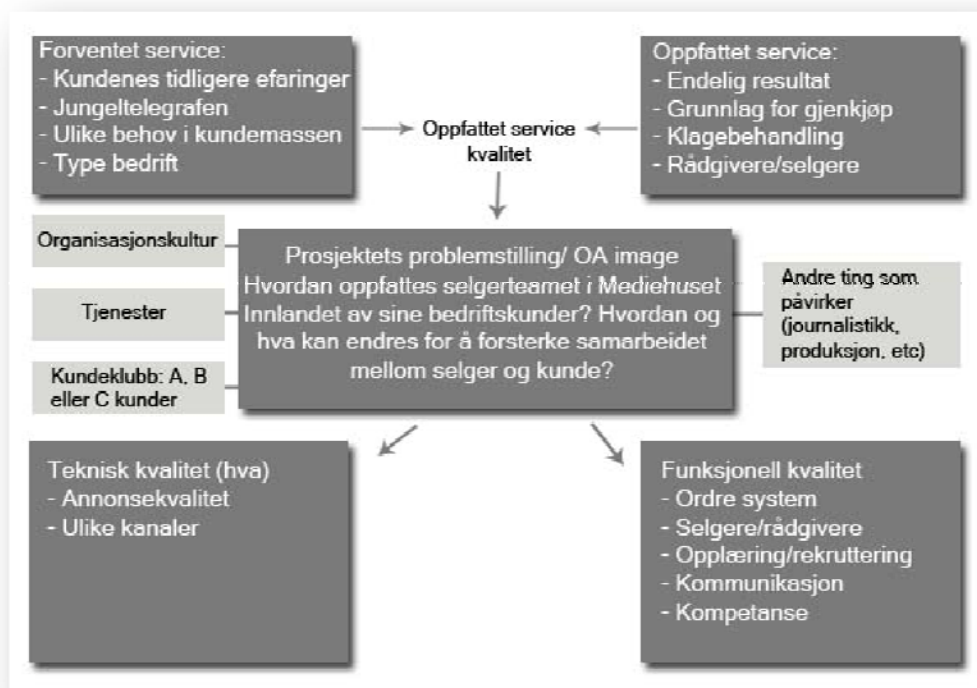 Forventet service:
- Kundenes tidligere efaringer
- Jungeltelegrafen
- Ulike behov i kundemassen
- Type bedrift
Oppfattet service
kvalitet
Oppfattet service:
- Endelig resultat
- Grunnlag for gjenkjøp
- Klagebehandling
- Rådgivere/selgere
Organisasjonskultur
Tjenester
Kundeklubb: A, B
eller C kunder
Prosjektets problemstilling/ OA image
Hvordan oppfattes selgerteamet i Mediehuset
Innlandet av sine bedriftskunder? Hvordan og
hva kan endres for å forsterke samarbeidet
mellom selger og kunde?
Andre ting som
påvirker
(journalistikk,
produksjon, etc)
Teknisk kvalitet (hva)
- Annonsekvalitet
- Ulike kanaler
Funksjonell kvalitet
- Ordre system
- Selgere/rådgivere
- Opplæring/rekruttering
- Kommunikasjon
- Kompetanse